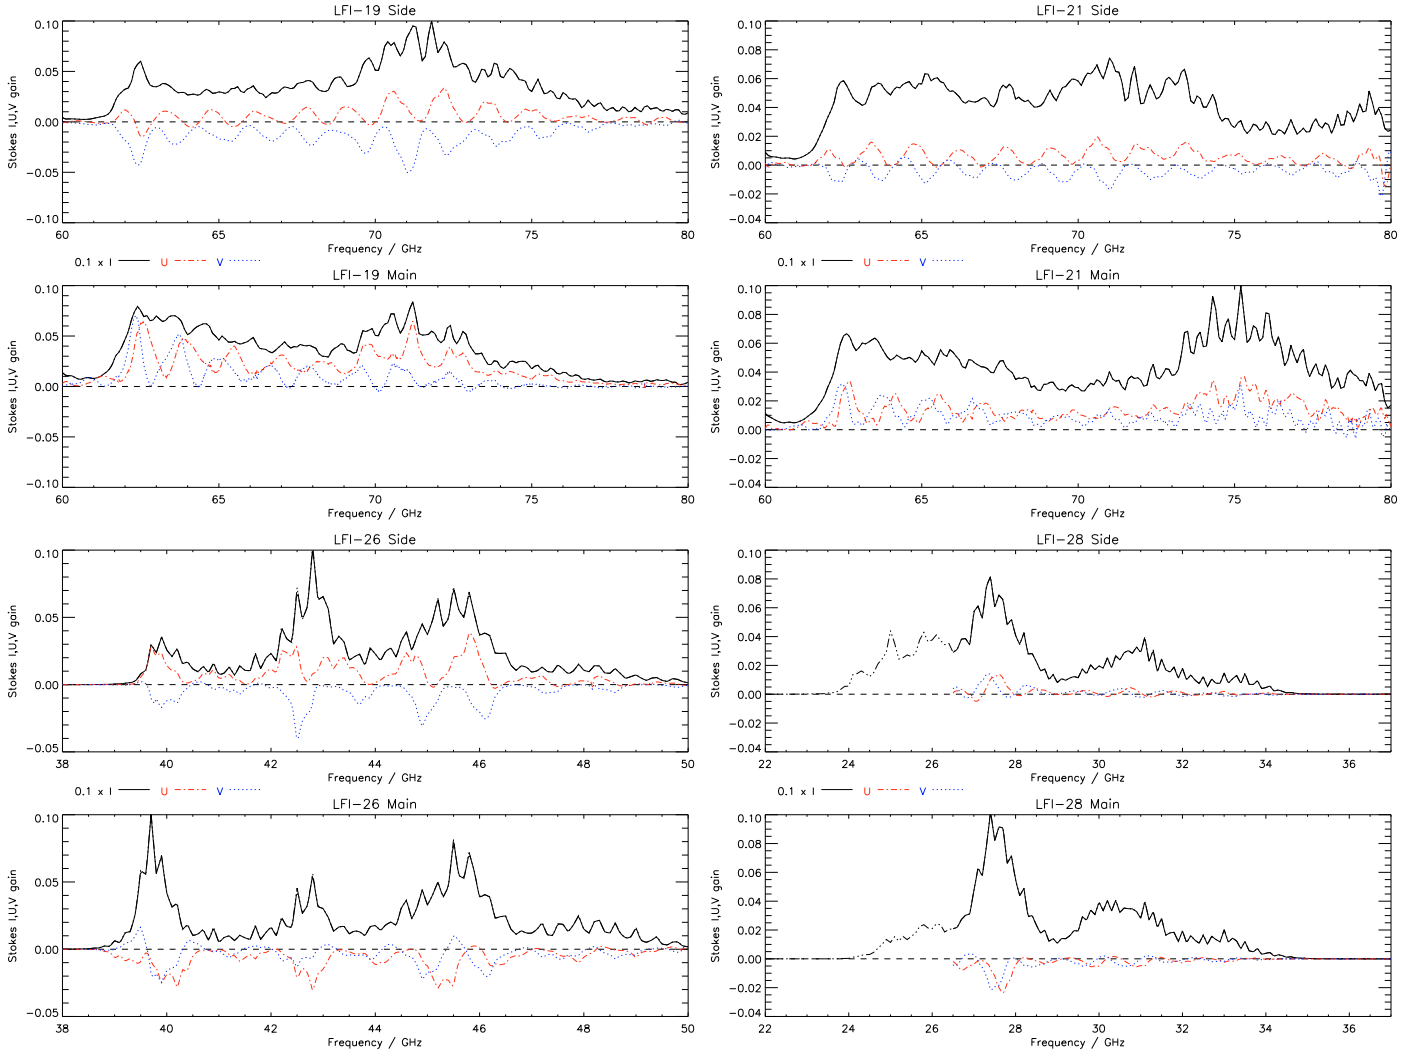 LFI-19 Side
Stokes I,U,V gain
0.10
0.05
0.00
-0.05
-0.10
60 65 70 75 80
Frequency / GHz
LFI-21 Side
Stokes I,U,V gain
0.10
0.08
0.06
0.04
0.02
0.00
-0.02
-0.04
60 65 70 75 80
Frequency / GHz
0.1 x I U V
0.1 x I U V
LFI-19 Main
Stokes I,U,V gain
0.10
0.05
0.00
-0.05
-0.10
60 65 70 75 80
Frequency / GHz
LFI-21 Main
Stokes I,U,V gain
0.10
0.08
0.06
0.04
0.02
0.00
-0.02
-0.04
60 65 70 75 80
Frequency / GHz
LFI-26 Side
Stokes I,U,V gain
0.10
0.05
0.00
-0.05
38 40 42 44 46 48 50
Frequency / GHz
LFI-28 Side
Stokes I,U,V gain
0.10
0.08
0.06
0.04
0.02
0.00
-0.02
-0.04
22 24 26 28 30 32 34 36
Frequency / GHz
0.1 x I U V
0.1 x I U V
LFI-26 Main
Stokes I,U,V gain
0.10
0.05
0.00
-0.05
38 40 42 44 46 48 50
Frequency / GHz
LFI-28 Main
Stokes I,U,V gain
0.10
0.08
0.06
0.04
0.02
0.00
-0.02
-0.04
22 24 26 28 30 32 34 36
Frequency / GHz